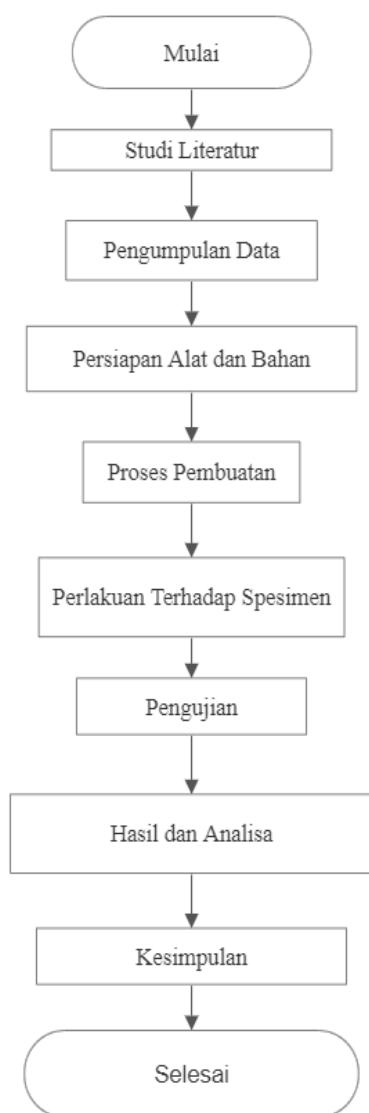 Mulai
Studi Literatur
Pengumpulan Data
Persiapan Alat dan Bahan
Proses Pembuatan
Perlakuan Terhadap Spesimen
Pengujian
Hasil dan Analisa
Kesimpulan
Selesai